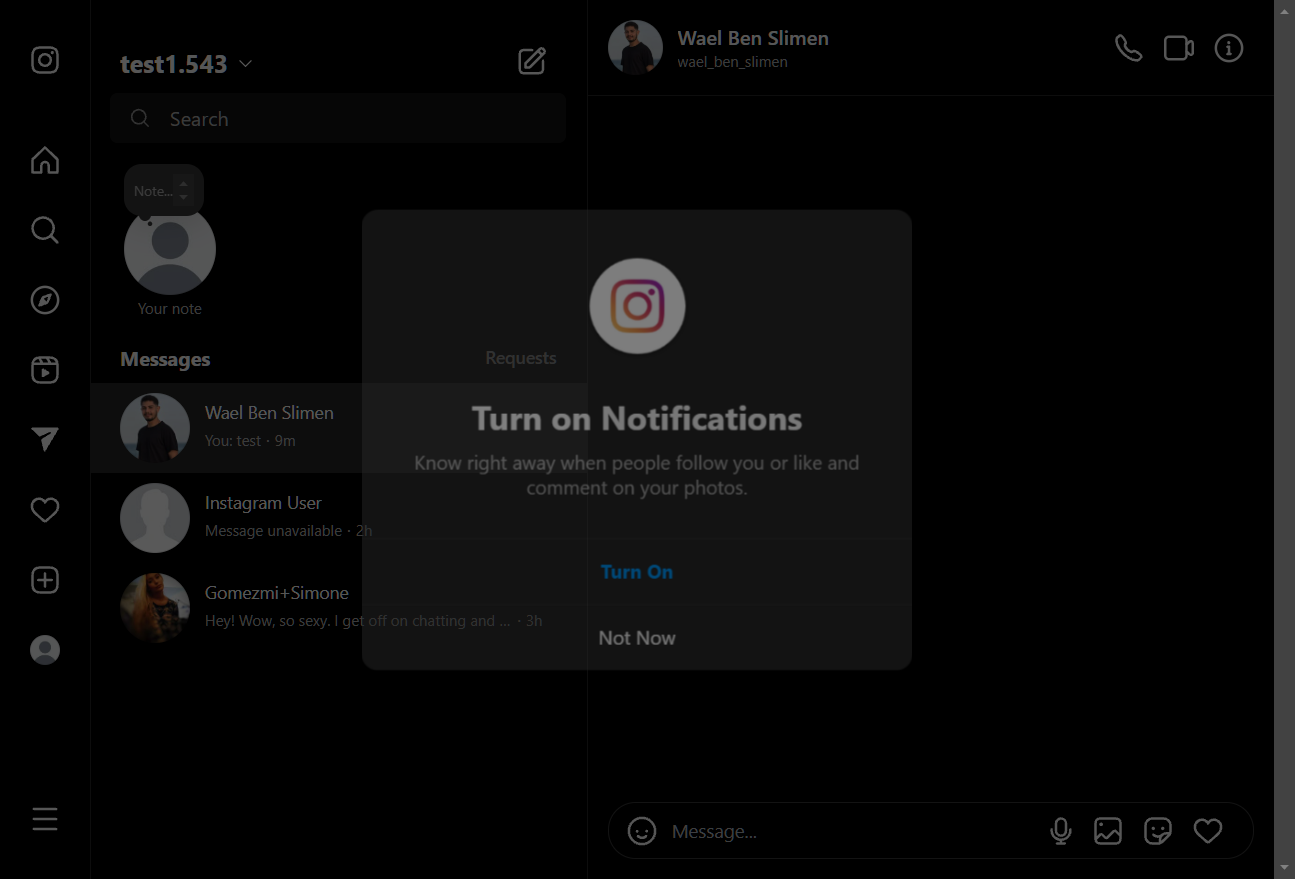 test1.543
Search
Note...
Your note
Messages
Requests
Wael Ben Slimen
You: test · 9m
Instagram User
Message unavailable · 2h
Gomezmi+Simone
Hey! Wow, so sexy. I get off on chatting and ... · 3h
Wael Ben Slimen
wael_ben_slimen
Turn on Notifications
Know right away when people follow you or like and
comment on your photos.
Turn On
Not Now
Message...